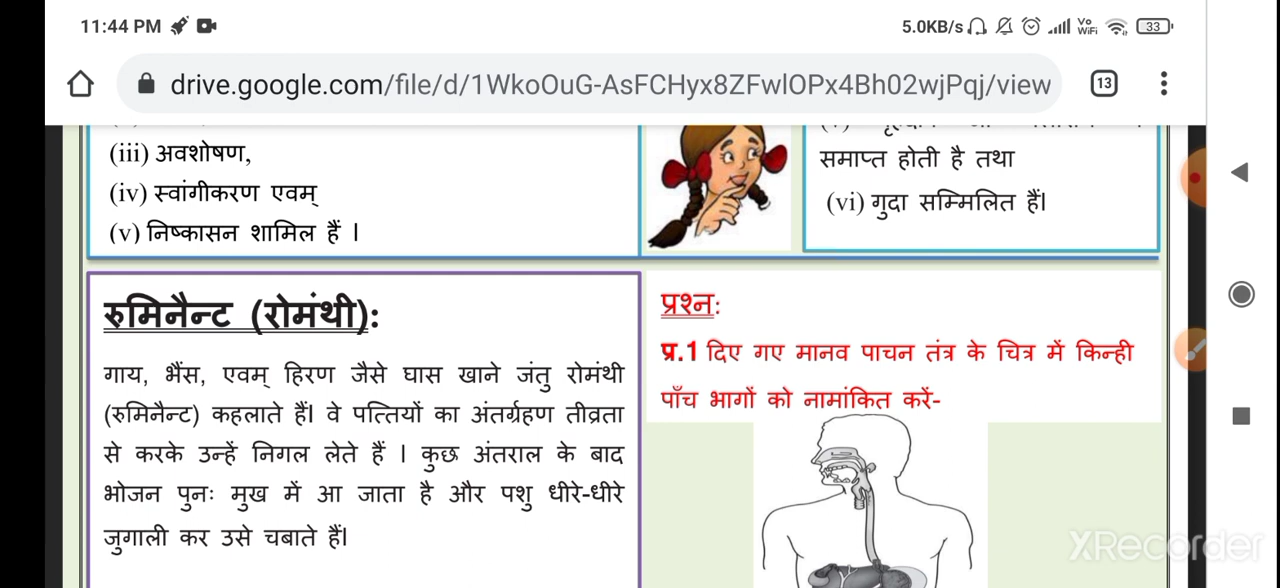 11:44 PM
5.0KB/s
Vo
WiFi
33
drive.google.com/file/d/1WkoOuG-AsFCHyx8ZFwlOPx4Bh02wjPqj/view
13
(iii) अवशोषण,
(iv) स्वांगीकरण एवम्
(v) निष्कासन शामिल हैं ।
समाप्त होती है तथा
(vi) गुदा सम्मिलित हैं।
रुमिनैन्ट (रोमंथी):
गाय, भैंस, एवम् हिरण जैसे घास खाने जंतु रोमंथी
(रुमिनैन्ट) कहलाते हैं। वे पत्तियों का अंतर्ग्रहण तीव्रता
से करके उन्हें निगल लेते हैं । कुछ अंतराल के बाद
भोजन पुनः मुख में आ जाता है और पशु धीरे-धीरे
जुगाली कर उसे चबाते हैं।
प्रश्न:
प्र.1 दिए गए मानव पाचन तंत्र के चित्र में किन्ही
पाँच भागों को नामांकित करें-
XRecorder